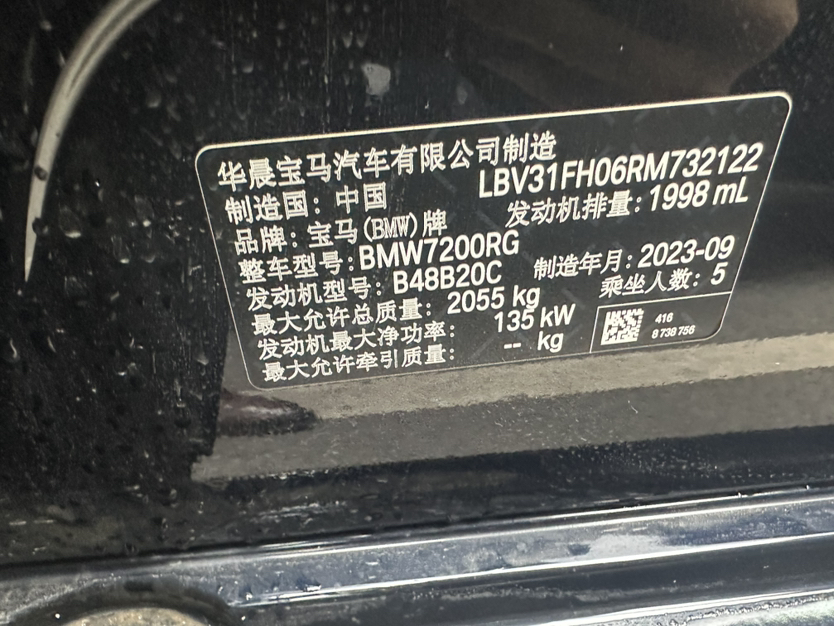 华晨宝马汽车有限公司制造
LBV31FH06RM732122
制造国：中国
发动机排量：1998 mL
品牌：宝马(BMW)牌
整车型号：BMW7200RG
制造年月：2023-09
发动机型号：B48B20C
乘坐人数：5
最大允许总质量：2055 kg
发动机最大净功率：135 kW
最大允许牵引质量：-- kg
416
8 738 756